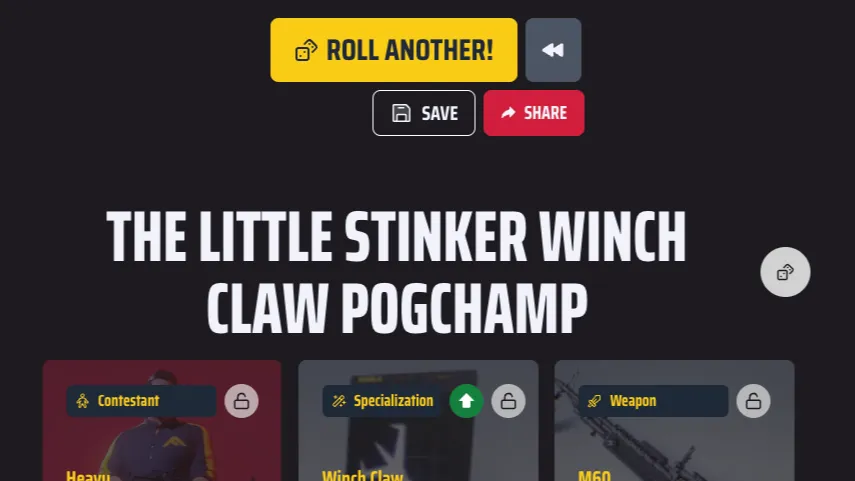 ROLL ANOTHER!
SAVE
SHARE
THE LITTLE STINKER WINCH
CLAW POGCHAMP
Contestant
Specialization
Weapon
Heavy
Winch Claw
M60